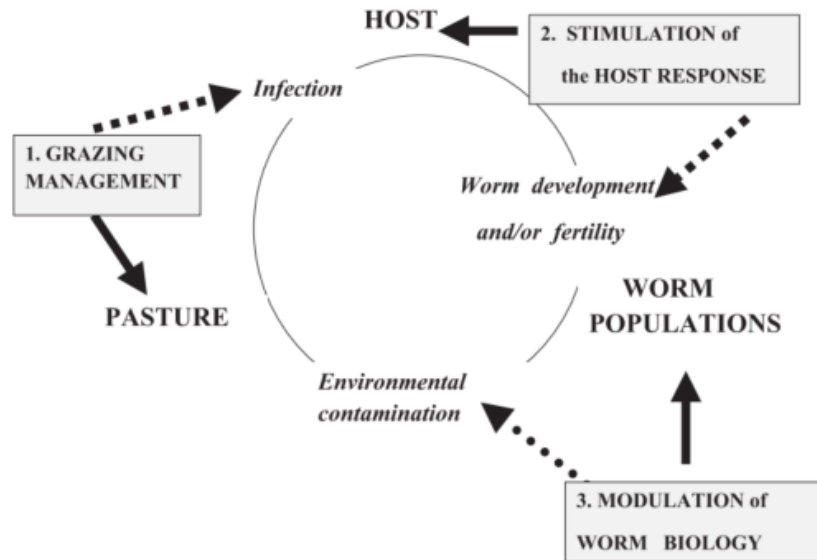 HOST
2. STIMULATION of
the HOST RESPONSE
Infection
1. GRAZING
MANAGEMENT
Worm development
and/or fertility
PASTURE
WORM
POPULATIONS
Environmental
contamination
3. MODULATION of
WORM BIOLOGY